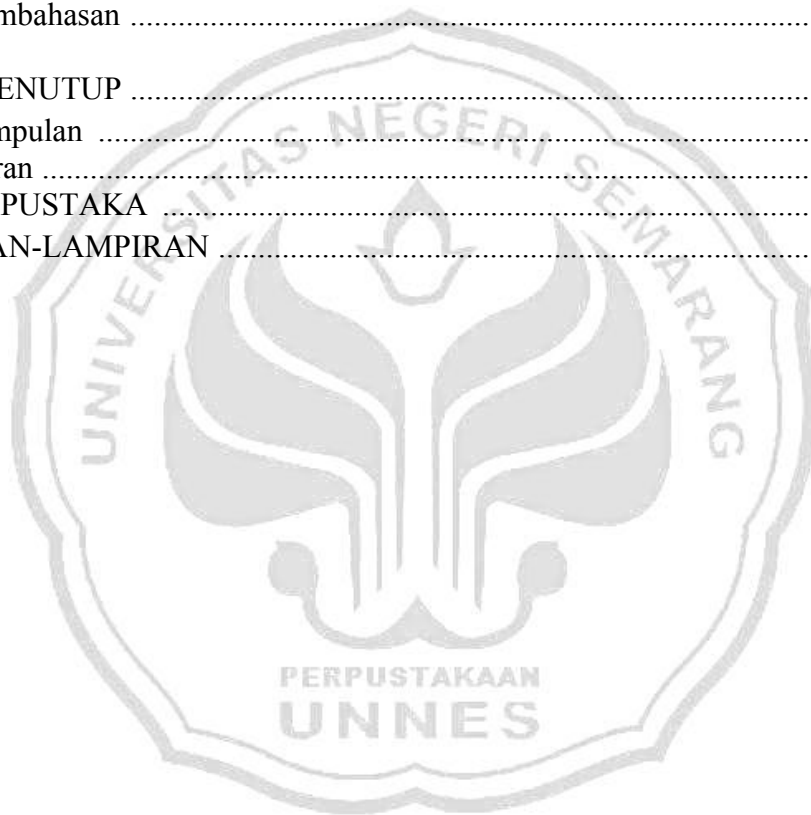 mbahasan ................................................................
ENUTUP ................................................................
mpulan ................................................................
ran ................................................................
PUSTAKA ................................................................
AN-LAMPIRAN ................................................................
UNIVERSITAS NEGERI SEMARANG
PERPUSTAKAAN
UNNES